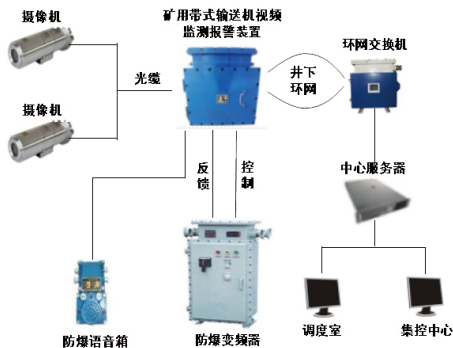 摄像机
矿用带式输送机视频
监测报警装置
环网交换机
光缆
井下
环网
摄像机
反馈
控制
中心服务器
防爆语音箱
防爆变频器
调度室
集控中心